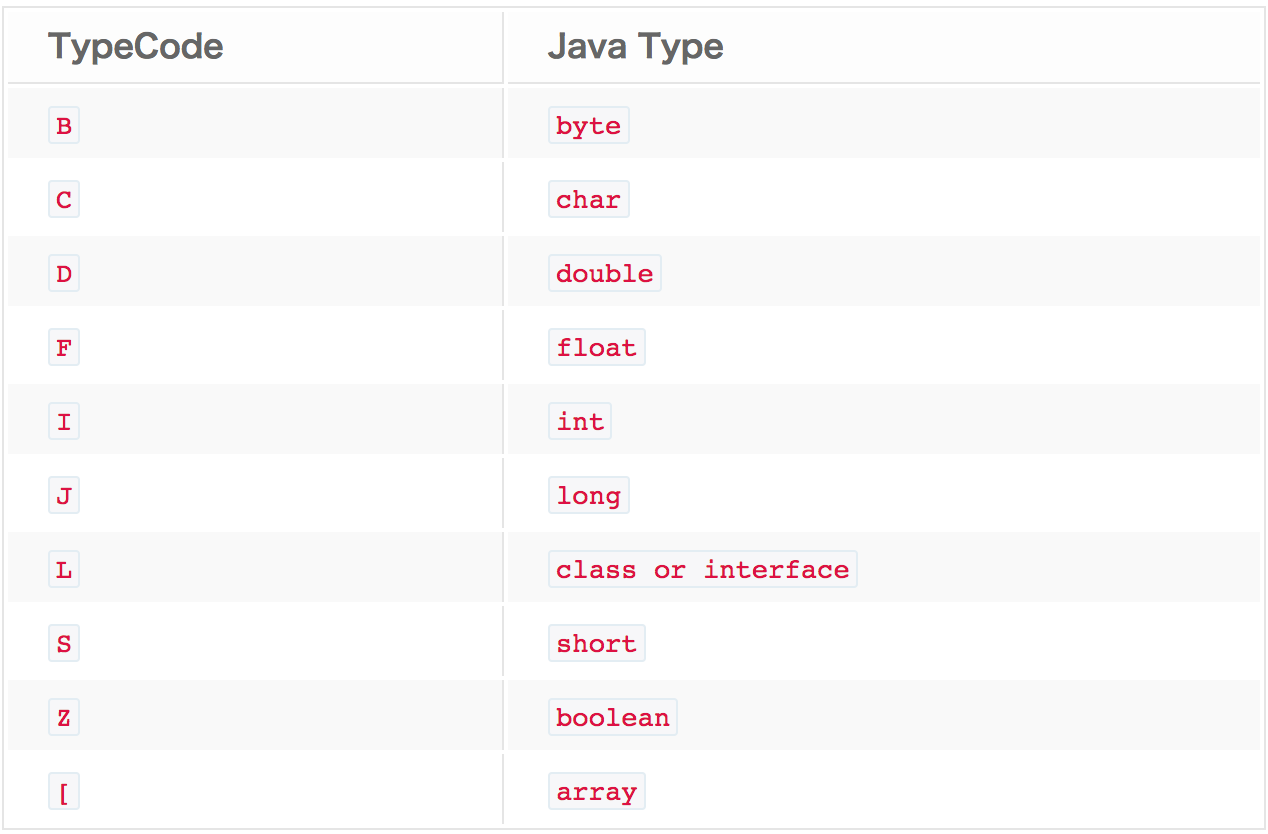 TypeCode Java Type
B byte
C char
D double
F float
I int
J long
L class or interface
S short
Z boolean
[ array